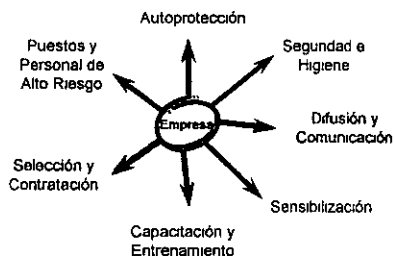 Autoprotección
Puestos y
Personal de
Alto Riesgo
Seguridad e
Higiene
Empresa
Difusión y
Comunicación
Selección y
Contratación
Sensibilización
Capacitación y
Entrenamiento